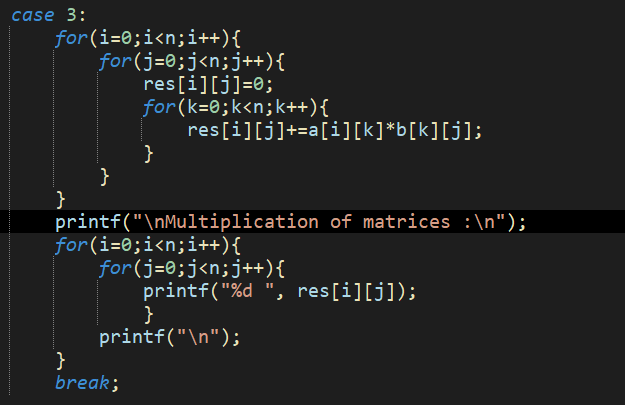 case 3:
for(i=0;i<n;i++){
for(j=0;j<n;j++){
res[i][j]=0;
for(k=0;k<n;k++){
res[i][j]+=a[i][k]*b[k][j];
}
}
}
printf("\nMultiplication of matrices :\n");
for(i=0;i<n;i++){
for(j=0;j<n;j++){
printf("%d ", res[i][j]);
}
printf("\n");
}
break;